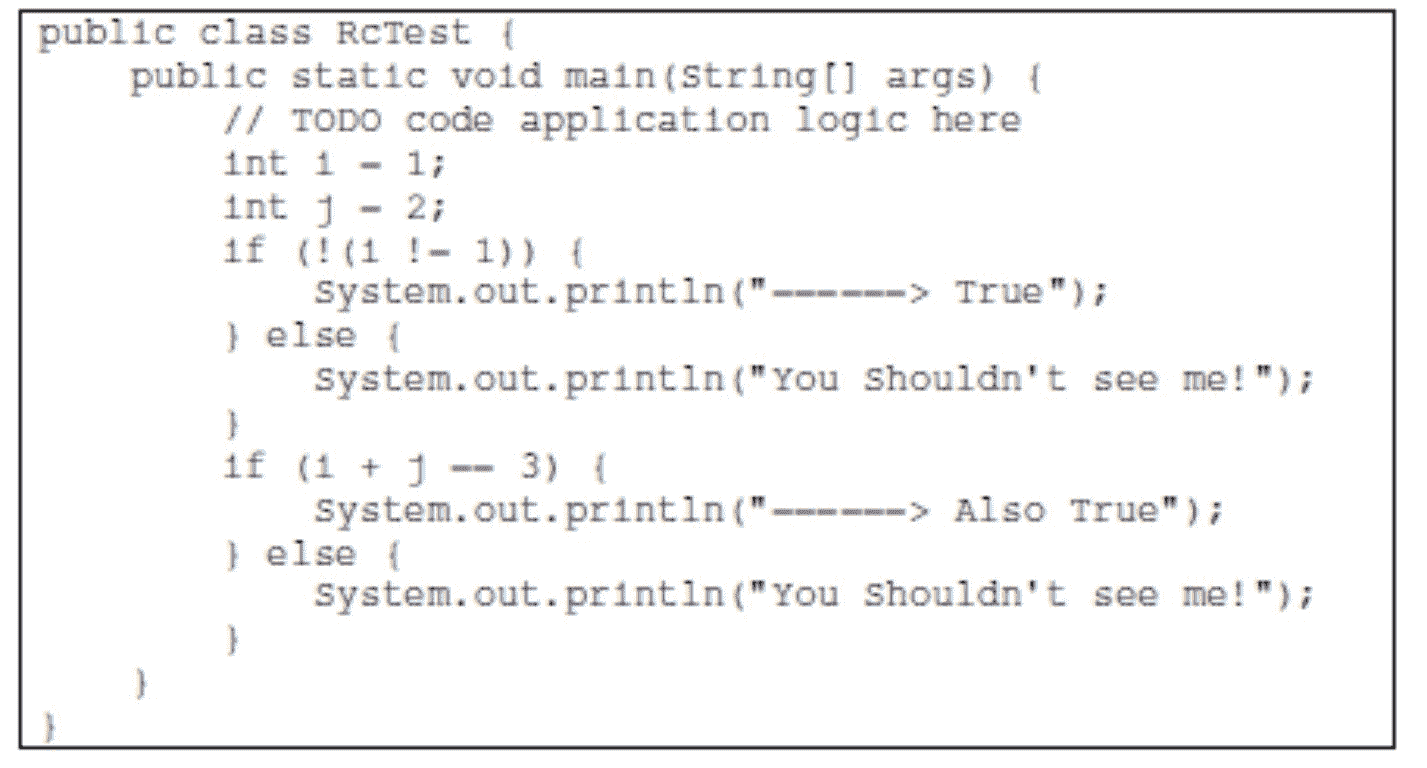 public class RcTest {
    public static void main(String[] args) {
        // TODO code application logic here
        int i = 1;
        int j = 2;
        if (!(i != 1)) {
            System.out.println("------> True");
        } else {
            System.out.println("You Shouldn't see me!");
        }
        if (i + j == 3) {
            System.out.println("------> Also True");
        } else {
            System.out.println("You Shouldn't see me!");
        }
    }
}